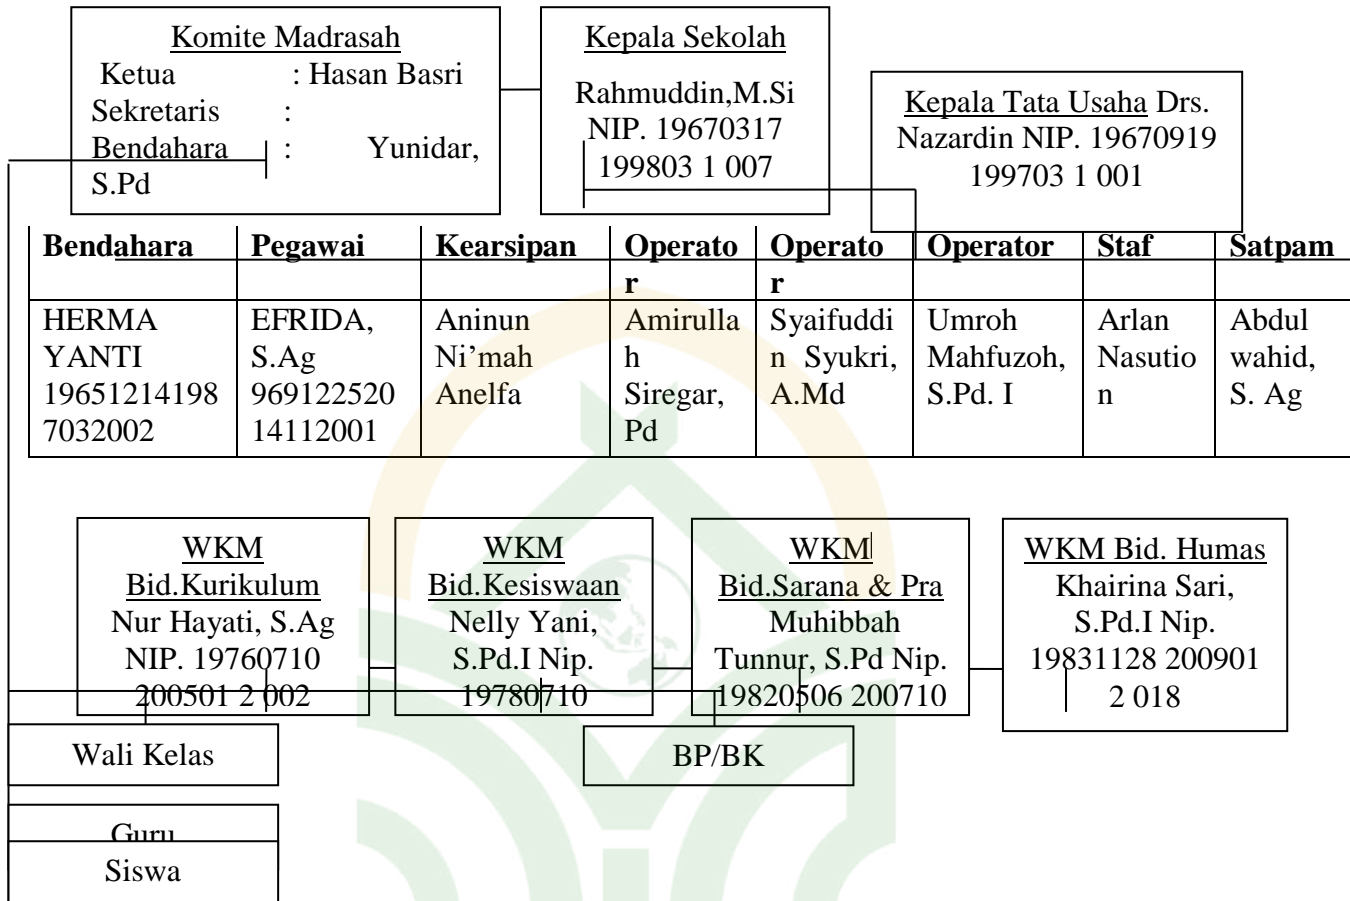 Komite Madrasah
Ketua : Hasan Basri
Sekretaris :
Bendahara : Yunidar,
S.Pd
Kepala Sekolah
Rahmuddin,M.Si
NIP. 19670317
199803 1 007
Kepala Tata Usaha Drs.
Nazardin NIP. 19670919
199703 1 001
Bendahara
Pegawai
Kearsipan
Operato
r
Operato
r
Operator
Staf
Satpam
HERMA
YANTI
19651214198
7032002
EFRIDA,
S.Ag
969122520
14112001
Aninun
Ni’mah
Anelfa
Amirulla
h
Siregar,
Pd
Syaifuddi
n Syukri,
A.Md
Umroh
Mahfuzoh,
S.Pd. I
Arlan
Nasutio
n
Abdul
wahid,
S. Ag
WKM
Bid.Kurikulum
Nur Hayati, S.Ag
NIP. 19760710
200501 2 002
WKM
Bid.Kesiswaan
Nelly Yani,
S.Pd.I Nip.
19780710
WKM
Bid.Sarana & Pra
Muhibbah
Tunnur, S.Pd Nip.
19820506 200710
WKM Bid. Humas
Khairina Sari,
S.Pd.I Nip.
19831128 200901
2 018
Wali Kelas
BP/BK
Guru
Siswa